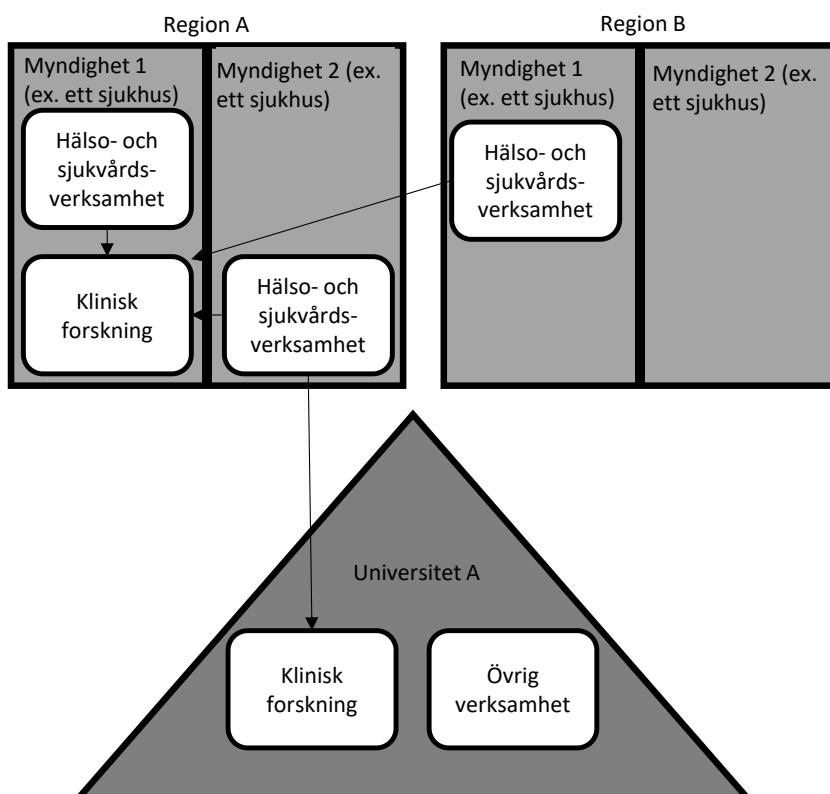 Region A
Myndighet 1
(ex. ett sjukhus)
Myndighet 2 (ex.
ett sjukhus)
Hälso- och
sjukvårds-
verksamhet
Klinisk
forskning
Hälso- och
sjukvårds-
verksamhet
Region B
Myndighet 1
(ex. ett sjukhus)
Myndighet 2 (ex.
ett sjukhus)
Hälso- och
sjukvårds-
verksamhet
Universitet A
Klinisk
forskning
Övrig
verksamhet